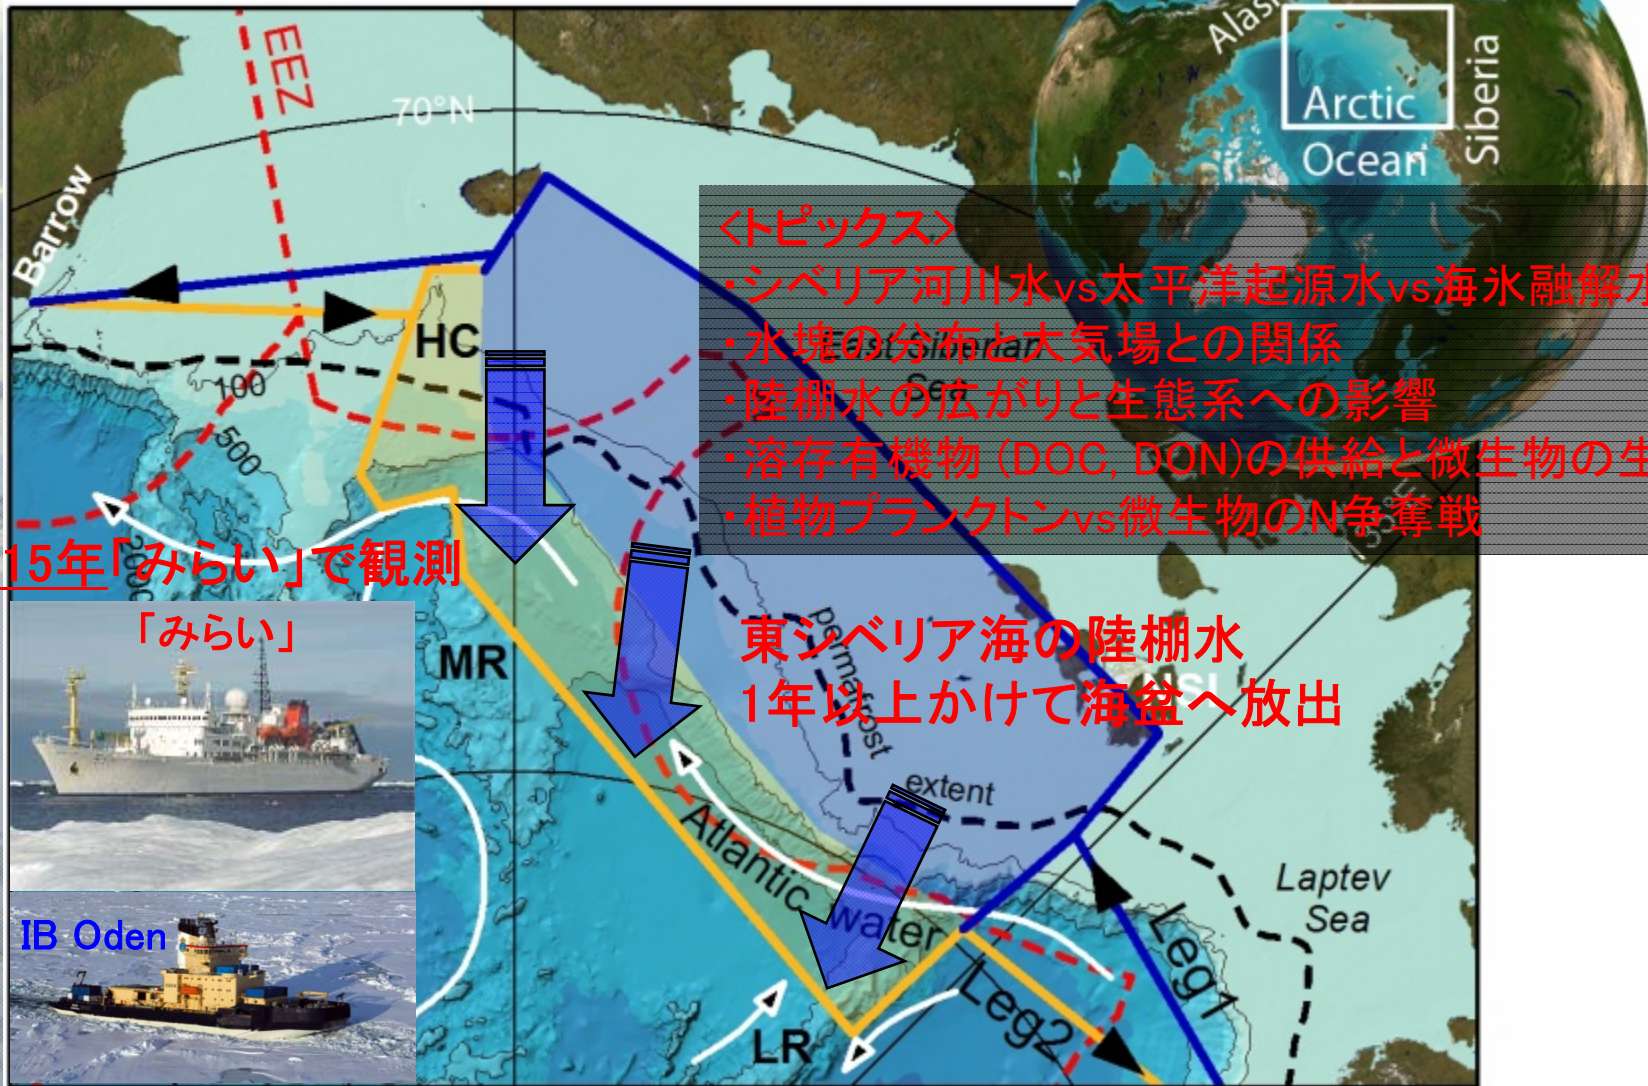 Alas
Siberia
Arctic
Ocean
EEZ
70°N
Barrow
<トピックス>
・シベリア河川水vs太平洋起源水vs海氷融解水
・水塊の分布と大気場との関係
・陸棚水の広がりと生態系への影響
・溶存有機物 (DOC, DON)の供給と微生物の生
・植物プランクトンvs微生物のN争奪戦
East Siberian
Sea
HC
100
500
2000
15年「みらい」で観測
「みらい」
MR
東シベリア海の陸棚水
1年以上かけて海盆へ放出
NSI
permafrost
extent
Atlantic water
Laptev
Sea
IB Oden
Leg1
Leg2
LR